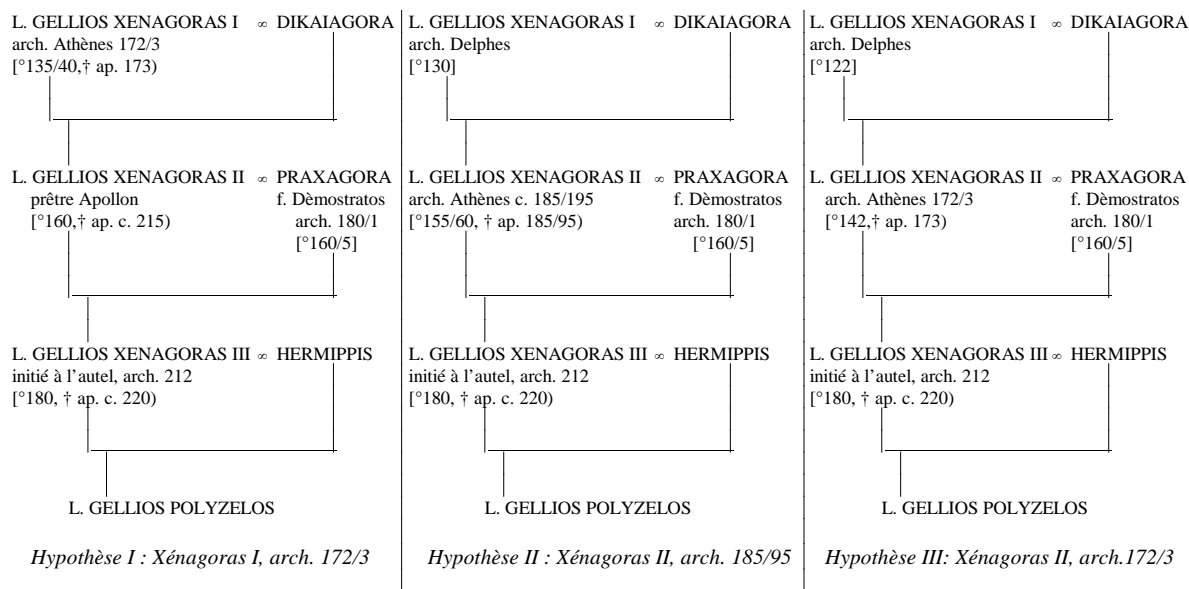 L. GELLIOS XENAGORAS I ∞ DIKAIAGORA
arch. Athènes 172/3
[°135/40,† ap. 173)
L. GELLIOS XENAGORAS II ∞ PRAXAGORA
prêtre Apollon f. Dèmostratos
[°160,† ap. c. 215) arch. 180/1
[°160/5]
L. GELLIOS XENAGORAS III ∞ HERMIPPIS
initié à l’autel, arch. 212
[°180, † ap. c. 220)
L. GELLIOS POLYZELOS
Hypothèse I : Xénagoras I, arch. 172/3
L. GELLIOS XENAGORAS I ∞ DIKAIAGORA
arch. Delphes
[°130]
L. GELLIOS XENAGORAS II ∞ PRAXAGORA
arch. Athènes c. 185/195 f. Dèmostratos
[°155/60, † ap. 185/95) arch. 180/1
[°160/5]
L. GELLIOS XENAGORAS III ∞ HERMIPPIS
initié à l’autel, arch. 212
[°180, † ap. c. 220)
L. GELLIOS POLYZELOS
Hypothèse II : Xénagoras II, arch. 185/95
L. GELLIOS XENAGORAS I ∞ DIKAIAGORA
arch. Delphes
[°122]
L. GELLIOS XENAGORAS II ∞ PRAXAGORA
arch. Athènes 172/3 f. Dèmostratos
[°142,† ap. 173) arch. 180/1
[°160/5]
L. GELLIOS XENAGORAS III ∞ HERMIPPIS
initié à l’autel, arch. 212
[°180, † ap. c. 220)
L. GELLIOS POLYZELOS
Hypothèse III: Xénagoras II, arch.172/3